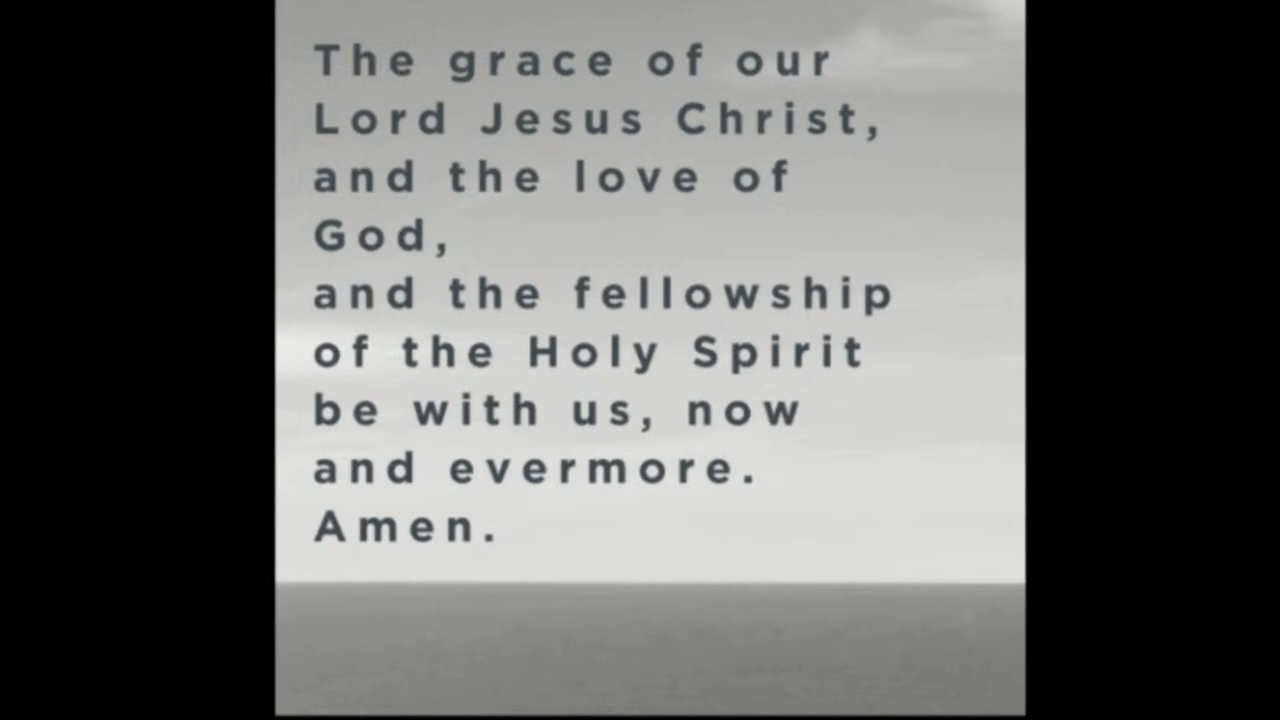 The grace of our
Lord Jesus Christ,
and the love of
God,
and the fellowship
of the Holy Spirit
be with us, now
and evermore.
Amen.